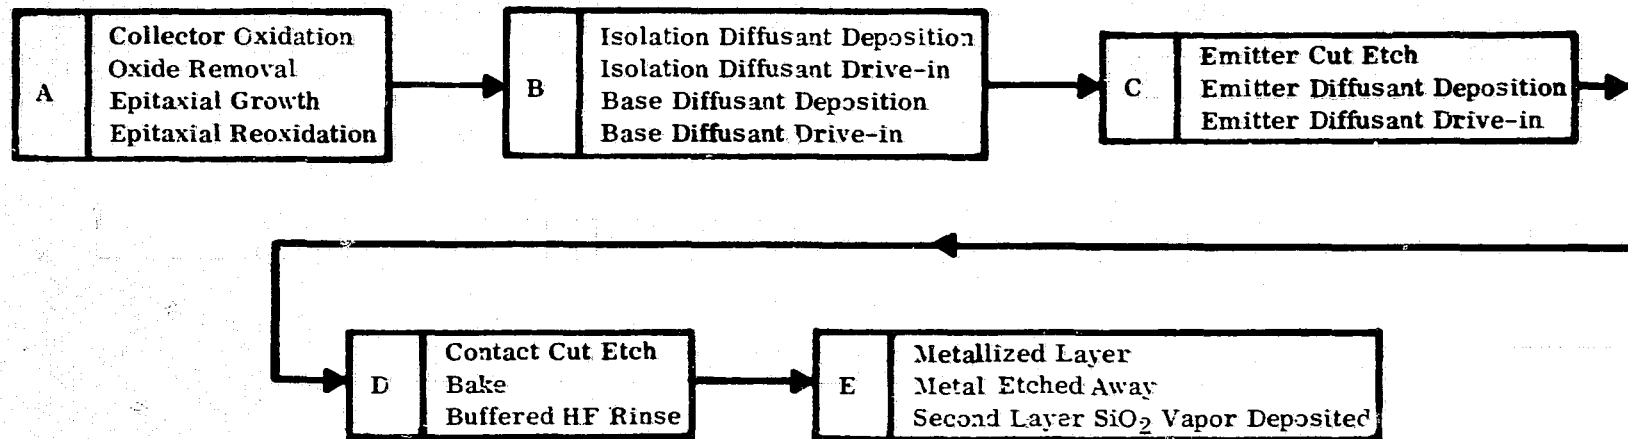 A
Collector Oxidation
Oxide Removal
Epitaxial Growth
Epitaxial Reoxidation
B
Isolation Diffusant Deposition
Isolation Diffusant Drive-in
Base Diffusant Deposition
Base Diffusant Drive-in
C
Emitter Cut Etch
Emitter Diffusant Deposition
Emitter Diffusant Drive-in
D
Contact Cut Etch
Bake
Buffered HF Rinse
E
Metallized Layer
Metal Etched Away
Second Layer SiO₂ Vapor Deposited